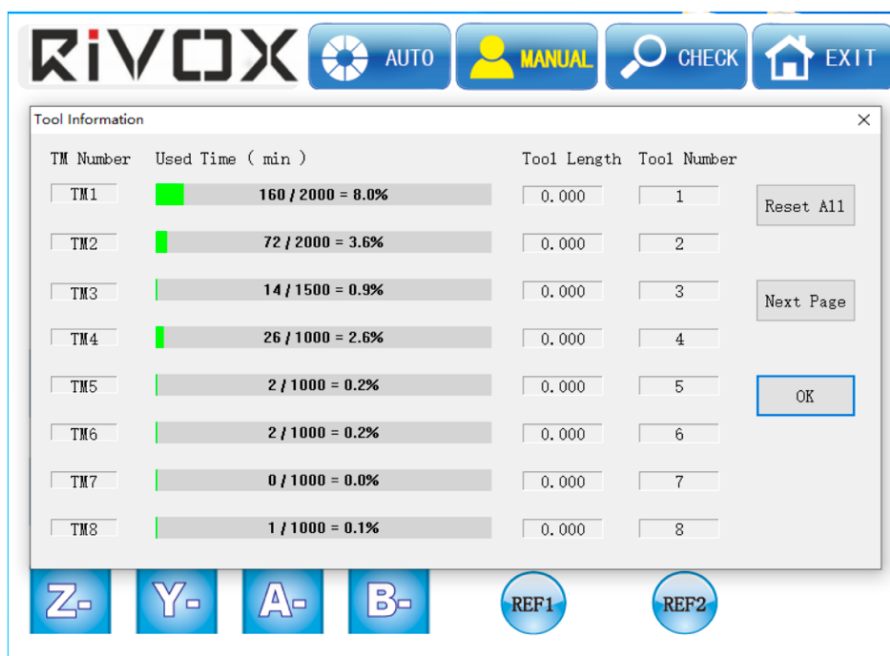 RIVOX AUTO MANUAL CHECK EXIT
Tool Information
TM Number Used Time ( min ) Tool Length Tool Number
TM1 160 / 2000 = 8.0% 0.000 1 Reset All
TM2 72 / 2000 = 3.6% 0.000 2
TM3 14 / 1500 = 0.9% 0.000 3 Next Page
TM4 26 / 1000 = 2.6% 0.000 4
TM5 2 / 1000 = 0.2% 0.000 5 OK
TM6 2 / 1000 = 0.2% 0.000 6
TM7 0 / 1000 = 0.0% 0.000 7
TM8 1 / 1000 = 0.1% 0.000 8
Z- Y- A- B- REF1 REF2